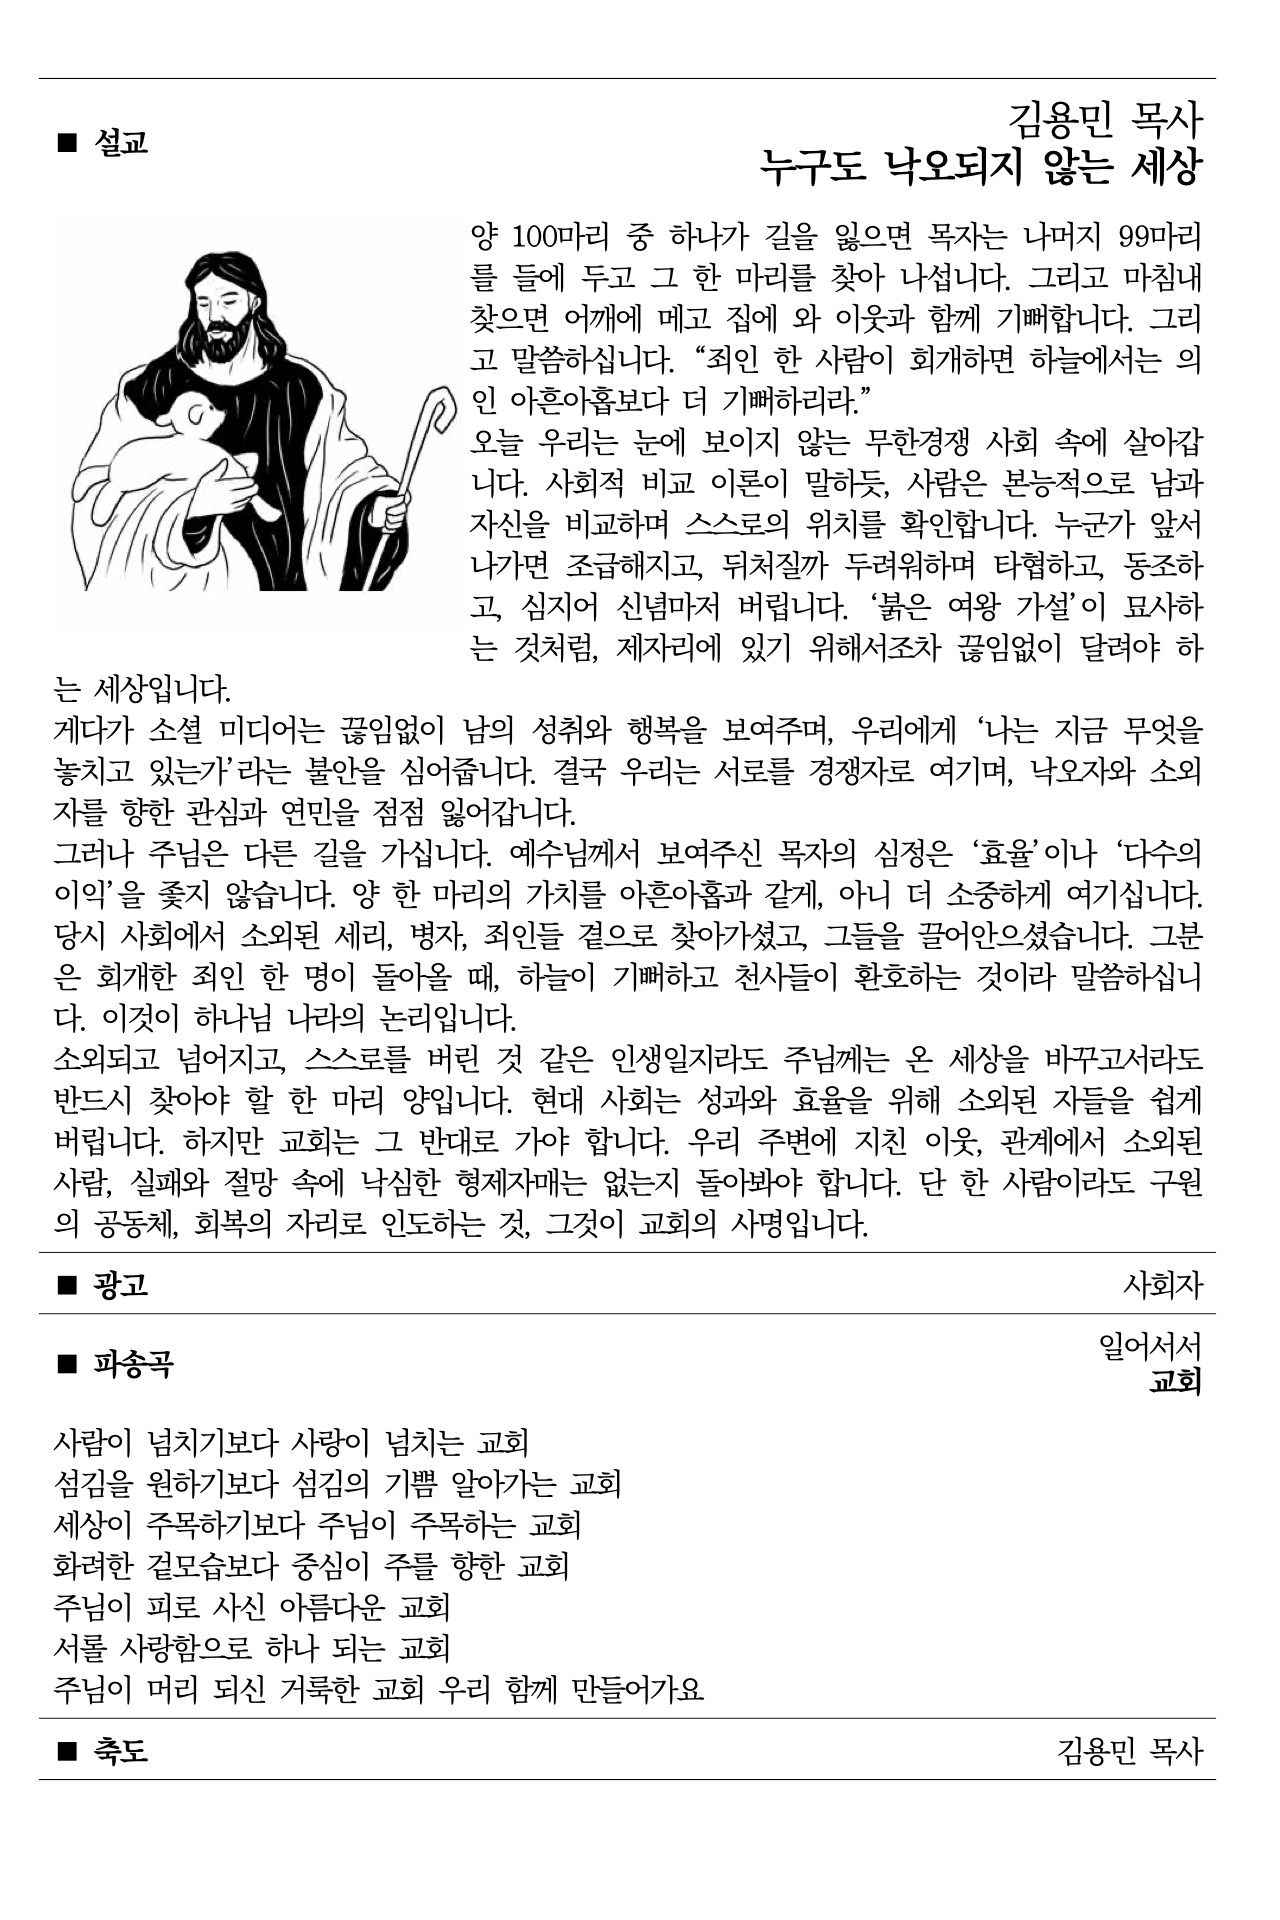 ■ 설교
김용민 목사
누구도 낙오되지 않는 세상
양 100마리 중 하나가 길을 잃으면 목자는 나머지 99마리
를 들에 두고 그 한 마리를 찾아 나섭니다. 그리고 마침내
찾으면 어깨에 메고 집에 와 이웃과 함께 기뻐합니다. 그리
고 말씀하십니다. “죄인 한 사람이 회개하면 하늘에서는 의
인 아흔아홉보다 더 기뻐하리라.”
오늘 우리는 눈에 보이지 않는 무한경쟁 사회 속에 살아갑
니다. 사회적 비교 이론이 말하듯, 사람은 본능적으로 남과
자신을 비교하며 스스로의 위치를 확인합니다. 누군가 앞서
나가면 조급해지고, 뒤처질까 두려워하며 타협하고, 동조하
고, 심지어 신념마저 버립니다. ‘붉은 여왕 가설’이 묘사하
는 것처럼, 제자리에 있기 위해서조차 끊임없이 달려야 하
는 세상입니다.
게다가 소셜 미디어는 끊임없이 남의 성취와 행복을 보여주며, 우리에게 ‘나는 지금 무엇을
놓치고 있는가’라는 불안을 심어줍니다. 결국 우리는 서로를 경쟁자로 여기며, 낙오자와 소외
자를 향한 관심과 연민을 점점 잃어갑니다.
그러나 주님은 다른 길을 가십니다. 예수님께서 보여주신 목자의 심정은 ‘효율’이나 ‘다수의
이익’을 좇지 않습니다. 양 한 마리의 가치를 아흔아홉과 같게, 아니 더 소중하게 여기십니다.
당시 사회에서 소외된 세리, 병자, 죄인들 곁으로 찾아가셨고, 그들을 끌어안으셨습니다. 그분
은 회개한 죄인 한 명이 돌아올 때, 하늘이 기뻐하고 천사들이 환호하는 것이라 말씀하십니
다. 이것이 하나님 나라의 논리입니다.
소외되고 넘어지고, 스스로를 버린 것 같은 인생일지라도 주님께는 온 세상을 바꾸고서라도
반드시 찾아야 할 한 마리 양입니다. 현대 사회는 성과와 효율을 위해 소외된 자들을 쉽게
버립니다. 하지만 교회는 그 반대로 가야 합니다. 우리 주변에 지친 이웃, 관계에서 소외된
사람, 실패와 절망 속에 낙심한 형제자매는 없는지 돌아봐야 합니다. 단 한 사람이라도 구원
의 공동체, 회복의 자리로 인도하는 것, 그것이 교회의 사명입니다.
■ 광고 사회자
■ 파송곡
일어서서
교회
사람이 넘치기보다 사랑이 넘치는 교회
섬김을 원하기보다 섬김의 기쁨 알아가는 교회
세상이 주목하기보다 주님이 주목하는 교회
화려한 겉모습보다 중심이 주를 향한 교회
주님이 피로 사신 아름다운 교회
서롤 사랑함으로 하나 되는 교회
주님이 머리 되신 거룩한 교회 우리 함께 만들어가요
■ 축도 김용민 목사